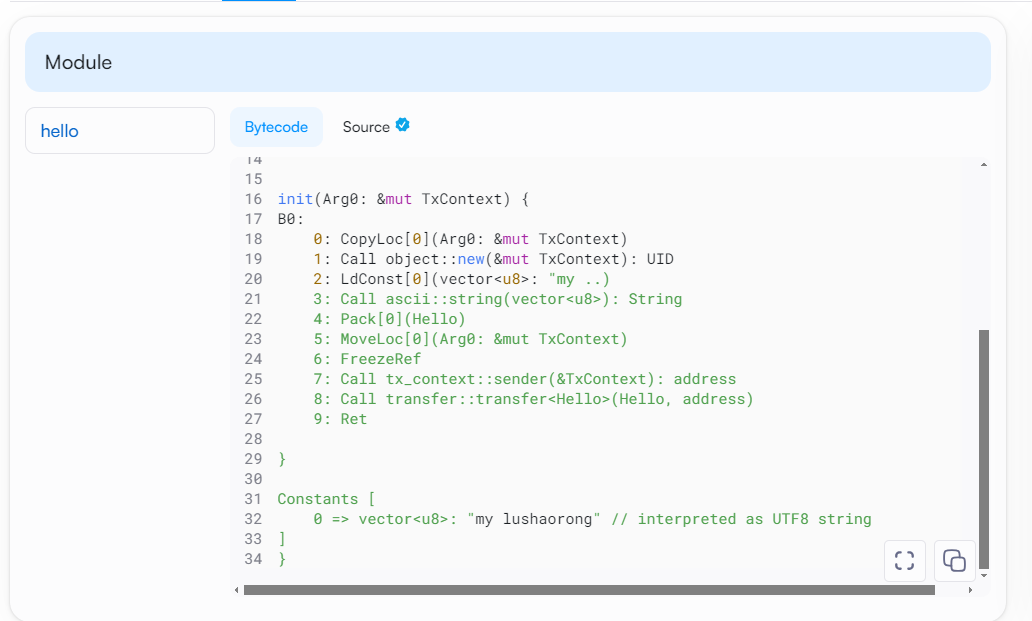 Module
hello
Bytecode
Source
14
15
16 init(Arg0: &mut TxContext) {
17 B0:
18     0: CopyLoc[0](Arg0: &mut TxContext)
19     1: Call object::new(&mut TxContext): UID
20     2: LdConst[0](vector<u8>: "my ..)
21     3: Call ascii::string(vector<u8>): String
22     4: Pack[0](Hello)
23     5: MoveLoc[0](Arg0: &mut TxContext)
24     6: FreezeRef
25     7: Call tx_context::sender(&TxContext): address
26     8: Call transfer::transfer<Hello>(Hello, address)
27     9: Ret
28
29 }
30
31 Constants [
32     0 => vector<u8>: "my lushaorong" // interpreted as UTF8 string
33 ]
34 }